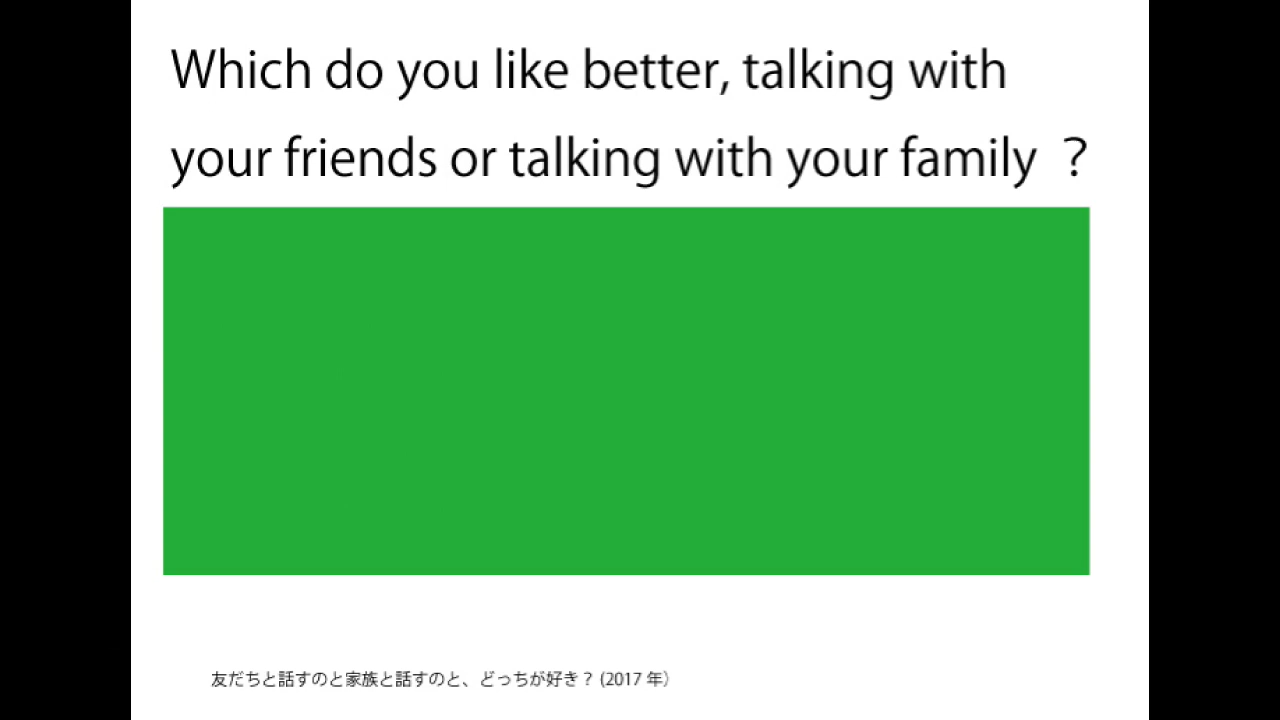 Which do you like better, talking with
your friends or talking with your family ?
友だちと話すのと家族と話すのと、どっちが好き？ (2017 年）